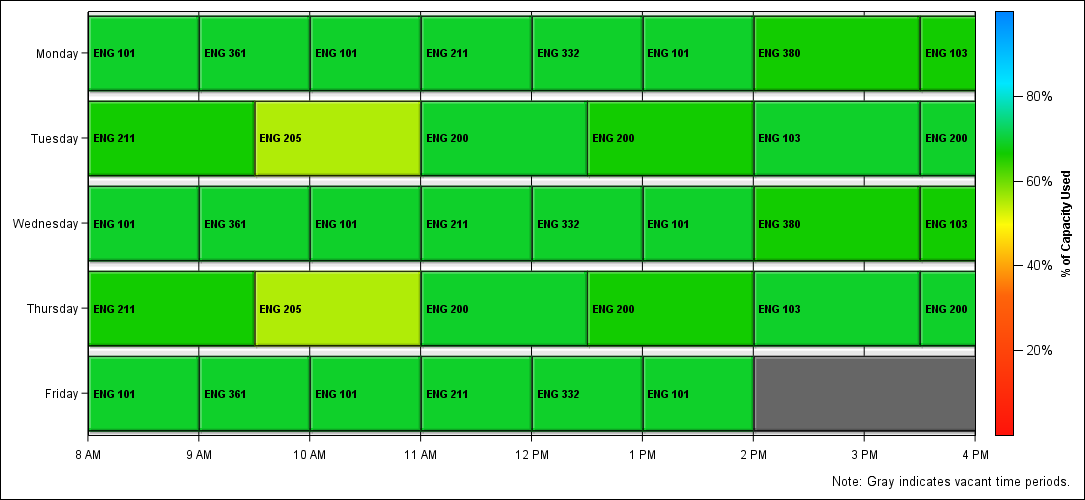 Monday ENG 101 ENG 361 ENG 101 ENG 211 ENG 332 ENG 101 ENG 380 ENG 103
80%
Tuesday ENG 211 ENG 205 ENG 200 ENG 200 ENG 103 ENG 200
60%
Wednesday ENG 101 ENG 361 ENG 101 ENG 211 ENG 332 ENG 101 ENG 380 ENG 103
% of Capacity Used
40%
Thursday ENG 211 ENG 205 ENG 200 ENG 200 ENG 103 ENG 200
20%
Friday ENG 101 ENG 361 ENG 101 ENG 211 ENG 332 ENG 101
8 AM 9 AM 10 AM 11 AM 12 PM 1 PM 2 PM 3 PM 4 PM
Note: Gray indicates vacant time periods.